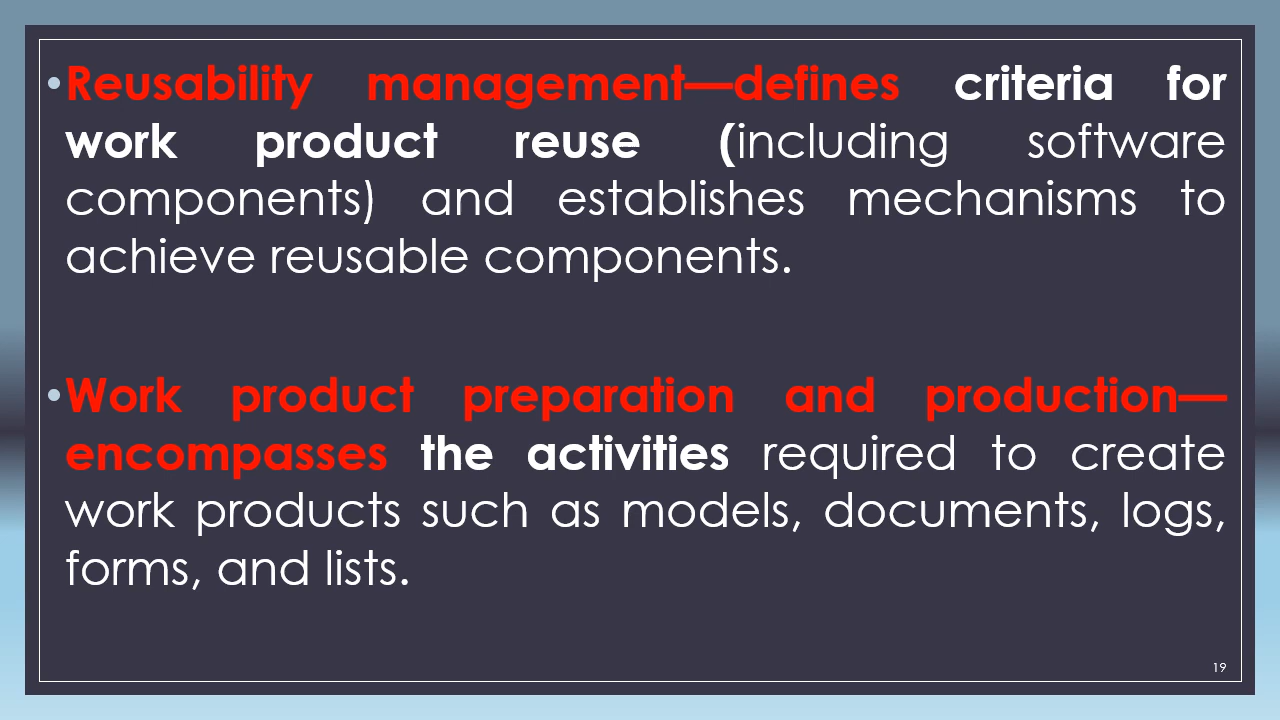 •Reusability management—defines criteria for
work product reuse (including software
components) and establishes mechanisms to
achieve reusable components.
•Work product preparation and production—
encompasses the activities required to create
work products such as models, documents, logs,
forms, and lists.
19